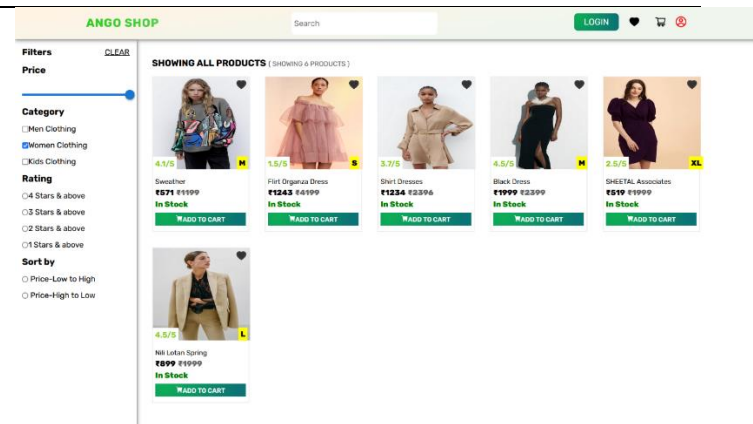 ANGO SHOP
Search
LOGIN
Filters CLEAR
Price
Category
Men Clothing
Women Clothing
Kids Clothing
Rating
4 Stars & above
3 Stars & above
2 Stars & above
1 Stars & above
Sort by
Price-Low to High
Price-High to Low
SHOWING ALL PRODUCTS ( SHOWING 6 PRODUCTS )
4.1/5 M
Sweather
₹571 ₹1199
In Stock
ADD TO CART
1.5/5 S
Flirt Organza Dress
₹1243 ₹4199
In Stock
ADD TO CART
3.7/5
Shirt Dresses
₹1234 ₹2396
In Stock
ADD TO CART
4.5/5 M
Black Dress
₹1999 ₹2399
In Stock
ADD TO CART
2.5/5 XL
SHEETAL Associates
₹519 ₹1999
In Stock
ADD TO CART
4.5/5 L
Nili Lotan Spring
₹899 ₹1999
In Stock
ADD TO CART